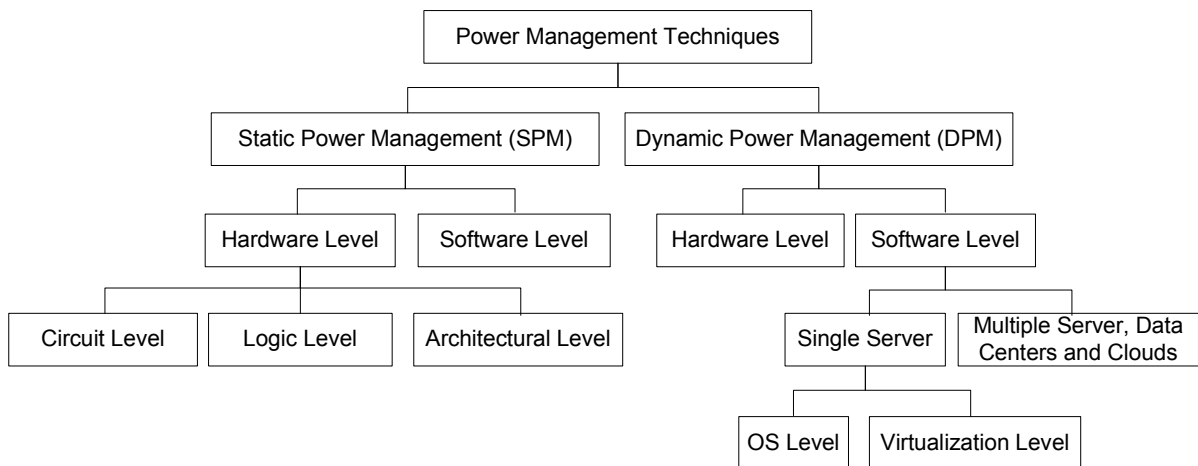 Power Management Techniques
Static Power Management (SPM)
Dynamic Power Management (DPM)
Hardware Level
Software Level
Hardware Level
Software Level
Circuit Level
Logic Level
Architectural Level
Single Server
Multiple Server, Data
Centers and Clouds
OS Level
Virtualization Level